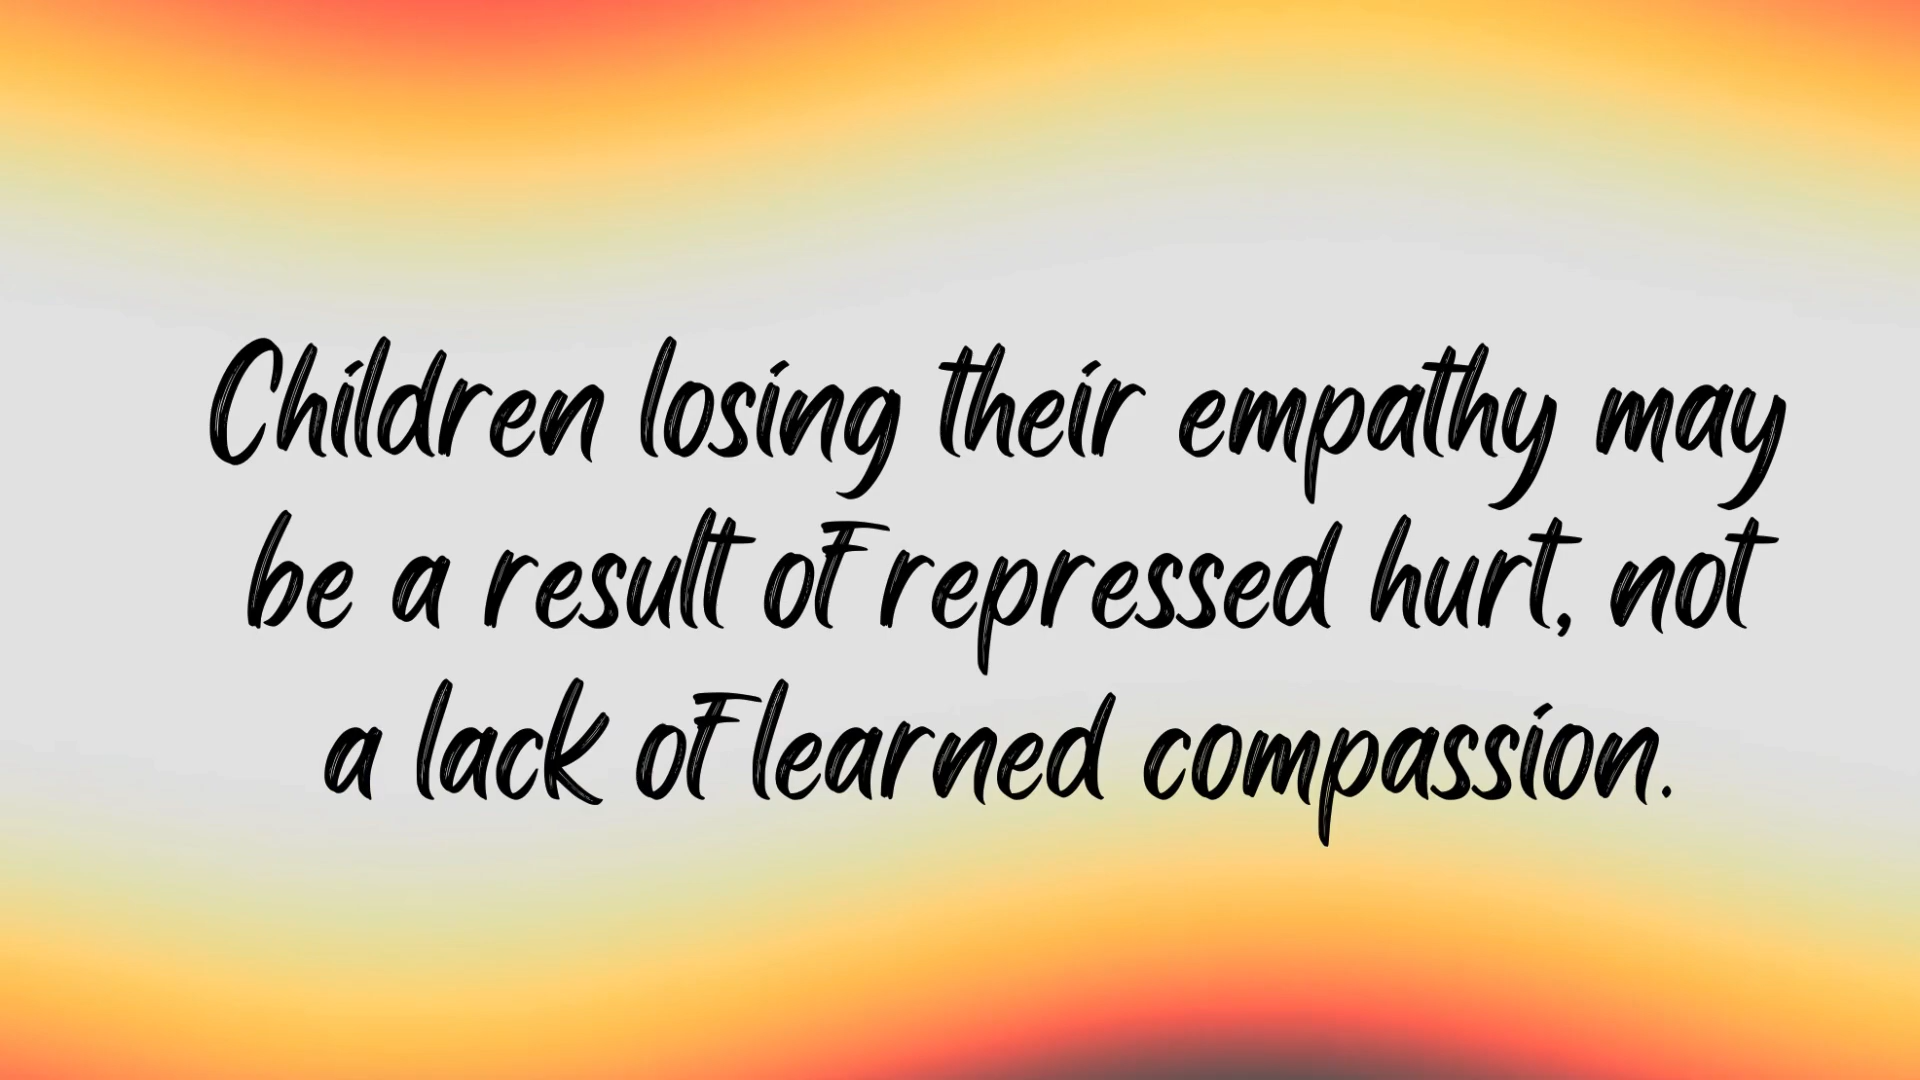 Children losing their empathy may
be a result of repressed hurt, not
a lack of learned compassion.